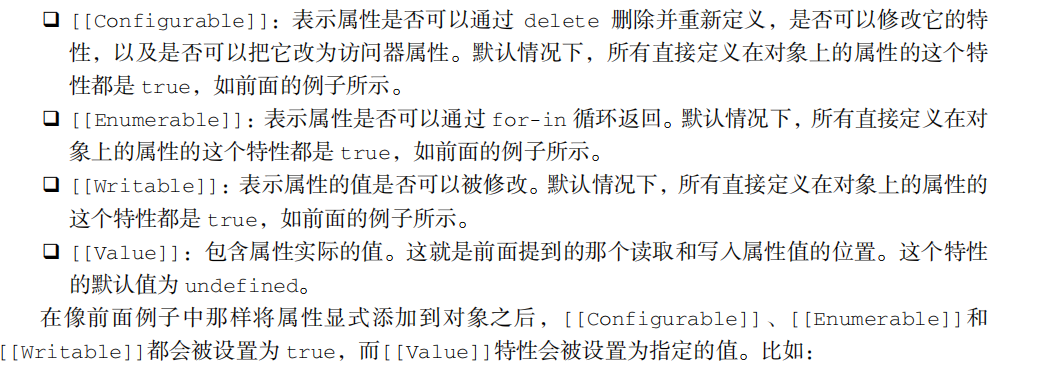 ❑ [[Configurable]]：表示属性是否可以通过 delete 删除并重新定义，是否可以修改它的特
性，以及是否可以把它改为访问器属性。默认情况下，所有直接定义在对象上的属性的这个特
性都是 true，如前面的例子所示。
❑ [[Enumerable]]：表示属性是否可以通过 for-in 循环返回。默认情况下，所有直接定义在对
象上的属性的这个特性都是 true，如前面的例子所示。
❑ [[Writable]]：表示属性的值是否可以被修改。默认情况下，所有直接定义在对象上的属性的
这个特性都是 true，如前面的例子所示。
❑ [[Value]]：包含属性实际的值。这就是前面提到的那个读取和写入属性值的位置。这个特性
的默认值为 undefined。
在像前面例子中那样将属性显式添加到对象之后，[[Configurable]]、[[Enumerable]]和
[[Writable]]都会被设置为 true，而[[Value]]特性会被设置为指定的值。比如：